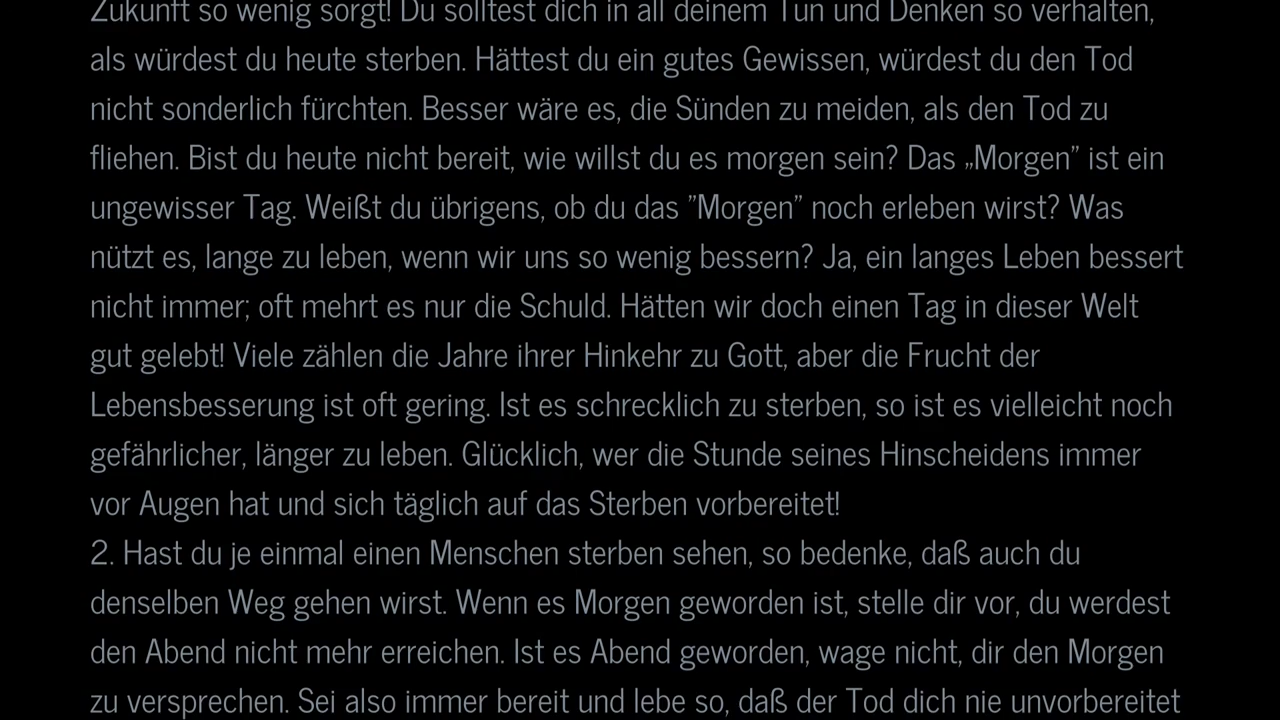 Zukunft so wenig sorgt! Du solltest dich in all deinem Tun und Denken so verhalten,
als würdest du heute sterben. Hättest du ein gutes Gewissen, würdest du den Tod
nicht sonderlich fürchten. Besser wäre es, die Sünden zu meiden, als den Tod zu
fliehen. Bist du heute nicht bereit, wie willst du es morgen sein? Das „Morgen” ist ein
ungewisser Tag. Weißt du übrigens, ob du das ”Morgen” noch erleben wirst? Was
nützt es, lange zu leben, wenn wir uns so wenig bessern? Ja, ein langes Leben bessert
nicht immer; oft mehrt es nur die Schuld. Hätten wir doch einen Tag in dieser Welt
gut gelebt! Viele zählen die Jahre ihrer Hinkehr zu Gott, aber die Frucht der
Lebensbesserung ist oft gering. Ist es schrecklich zu sterben, so ist es vielleicht noch
gefährlicher, länger zu leben. Glücklich, wer die Stunde seines Hinscheidens immer
vor Augen hat und sich täglich auf das Sterben vorbereitet!
2. Hast du je einmal einen Menschen sterben sehen, so bedenke, daß auch du
denselben Weg gehen wirst. Wenn es Morgen geworden ist, stelle dir vor, du werdest
den Abend nicht mehr erreichen. Ist es Abend geworden, wage nicht, dir den Morgen
zu versprechen. Sei also immer bereit und lebe so, daß der Tod dich nie unvorbereitet